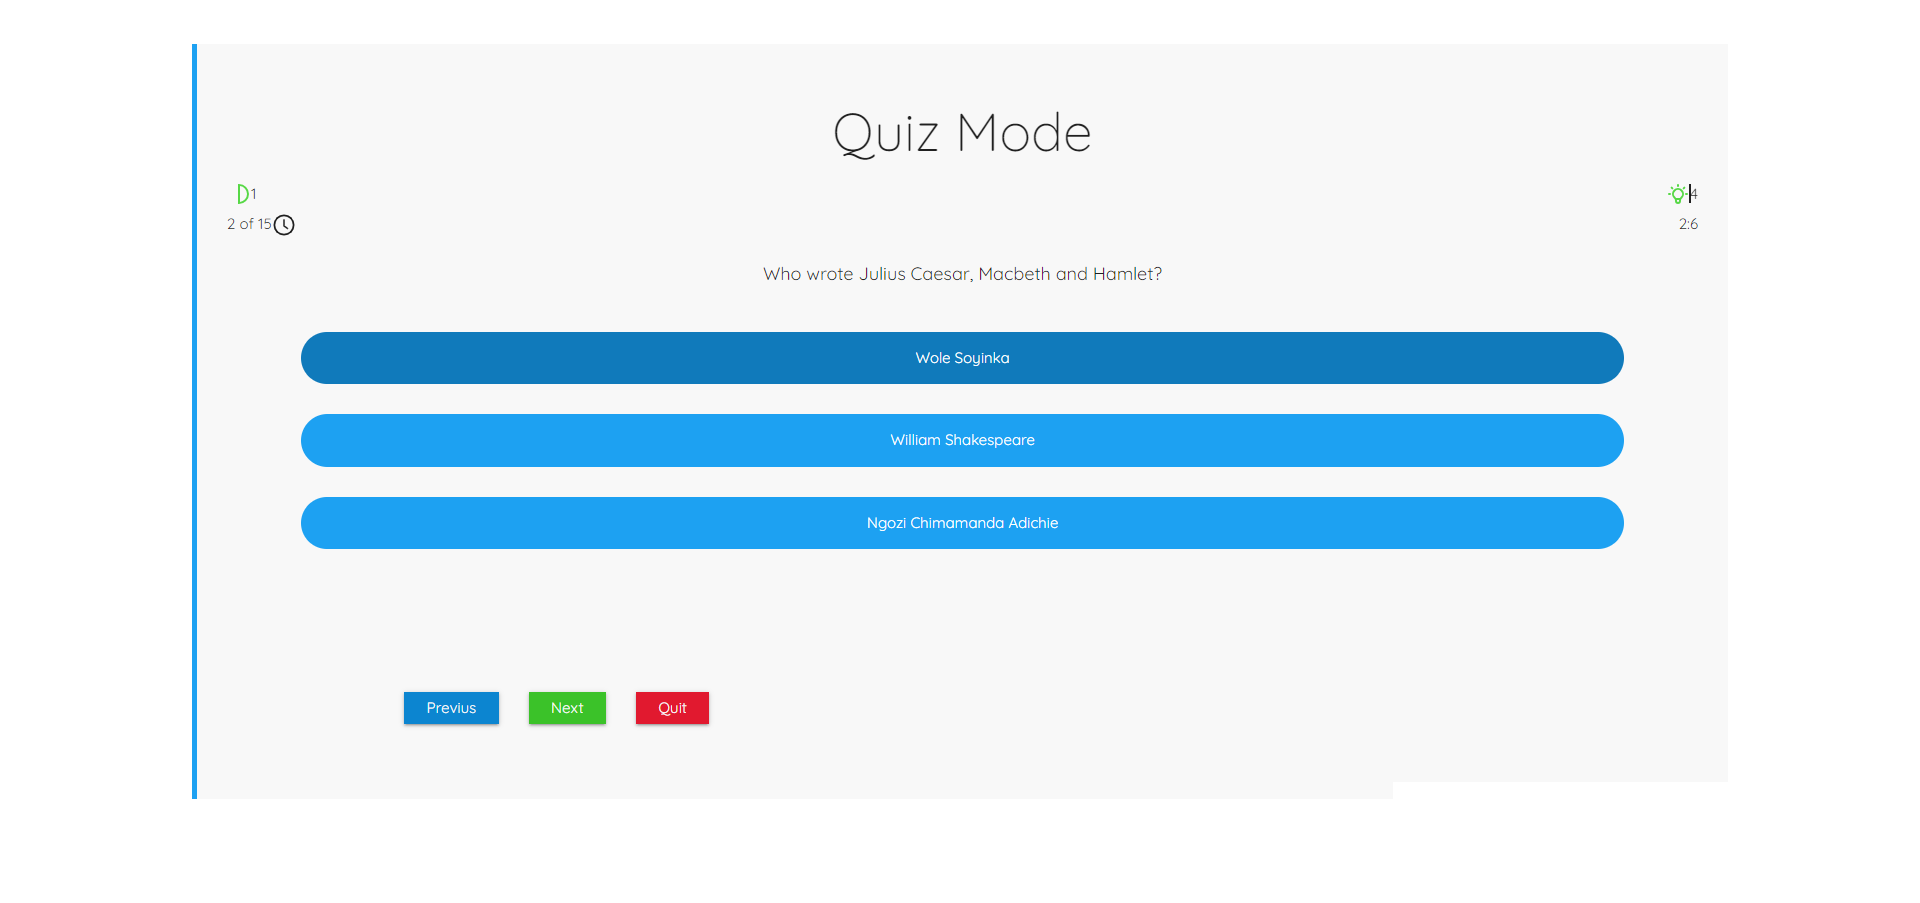 Quiz Mode
1
4
2 of 15
2:6
Who wrote Julius Caesar, Macbeth and Hamlet?
Wole Soyinka
William Shakespeare
Ngozi Chimamanda Adichie
Previus Next Quit